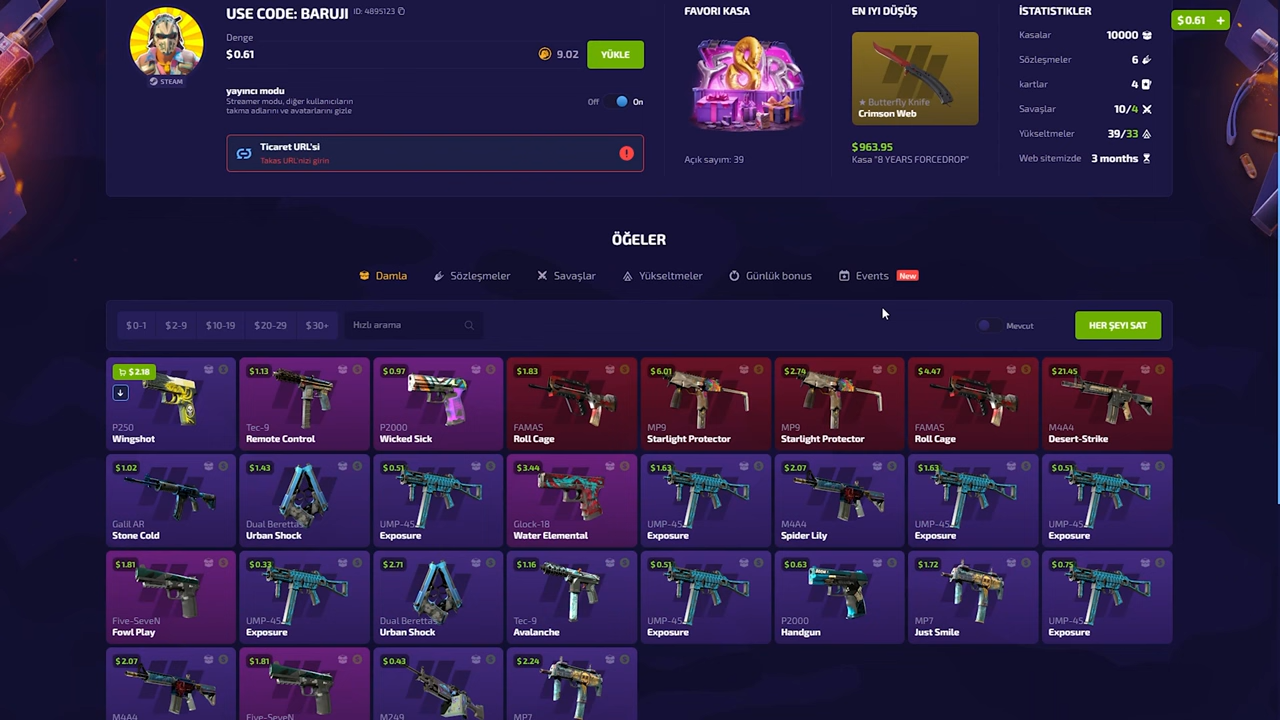 USE CODE: BARUJI ID: 4895123
Denge
$0.61
9.02
YÜKLE
STEAM
yayıncı modu
Streamer modu, diğer kullanıcıların
takma adlarını ve avatarlarını gizle
Off On
Ticaret URL'si
Takas URL'nizi girin
FAVORI KASA
Açık sayım: 39
EN IYI DÜŞÜŞ
★ Butterfly Knife
Crimson Web
$963.95
Kasa "8 YEARS FORCEDROP"
İSTATISTIKLER
Kasalar 10000
Sözleşmeler 6
kartlar 4
Savaşlar 10/4
Yükseltmeler 39/33
Web sitemizde 3 months
$0.61 +
ÖĞELER
Damla Sözleşmeler Savaşlar Yükseltmeler Günlük bonus Events New
$0-1 $2-9 $10-19 $20-29 $30+ Hızlı arama Mevcut HER ŞEYI SAT
$2.18 $1.13 $0.97 $1.83 $6.01 $2.74 $4.47 $21.45
P250 Tec-9 P2000 FAMAS MP9 MP9 FAMAS M4A4
Wingshot Remote Control Wicked Sick Roll Cage Starlight Protector Starlight Protector Roll Cage Desert-Strike
$1.02 $1.43 $0.51 $3.44 $1.63 $2.07 $1.63 $0.51
Galil AR Dual Berettas UMP-45 Glock-18 UMP-45 M4A4 UMP-45 UMP-45
Stone Cold Urban Shock Exposure Water Elemental Exposure Spider Lily Exposure Exposure
$1.81 $0.33 $2.71 $1.16 $0.51 $0.63 $1.72 $0.75
Five-SeveN UMP-45 Dual Berettas Tec-9 UMP-45 P2000 MP7 UMP-45
Fowl Play Exposure Urban Shock Avalanche Exposure Handgun Just Smile Exposure
$2.07 $1.81 $0.43 $2.24
M4A4 Five-SeveN M249 MP7